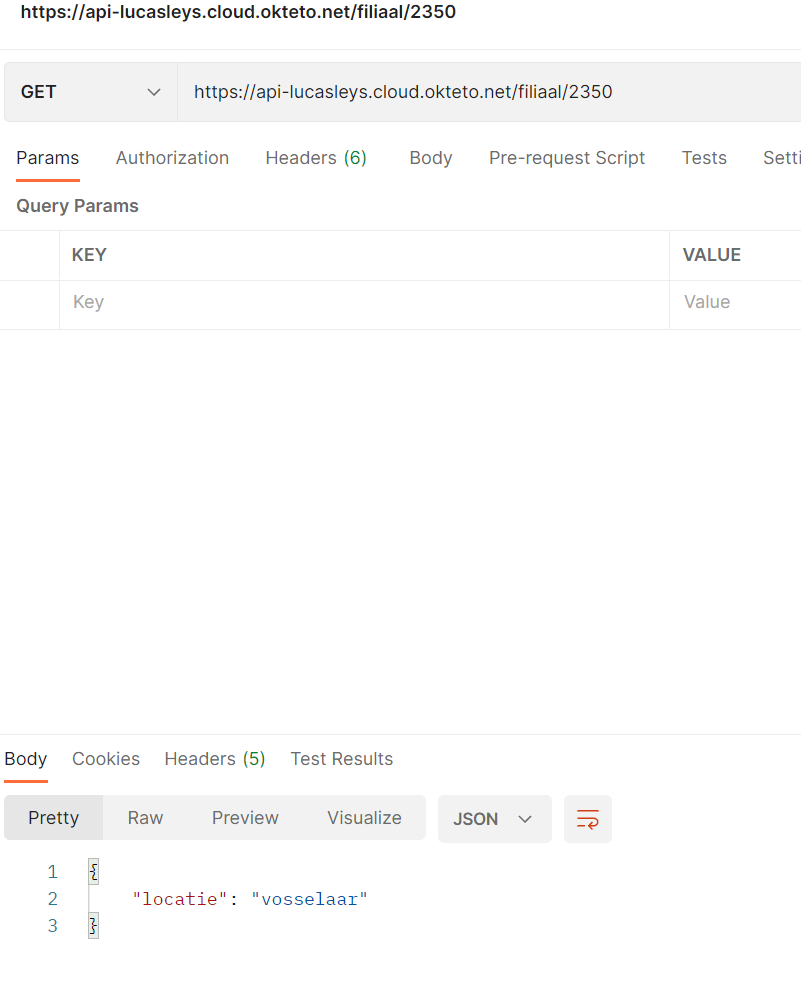 https://api-lucasleys.cloud.okteto.net/filiaal/2350
GET https://api-lucasleys.cloud.okteto.net/filiaal/2350
Params Authorization Headers (6) Body Pre-request Script Tests Setti
Query Params
KEY VALUE
Key Value
Body Cookies Headers (5) Test Results
Pretty Raw Preview Visualize JSON
1 {
2 "locatie": "vosselaar"
3 }